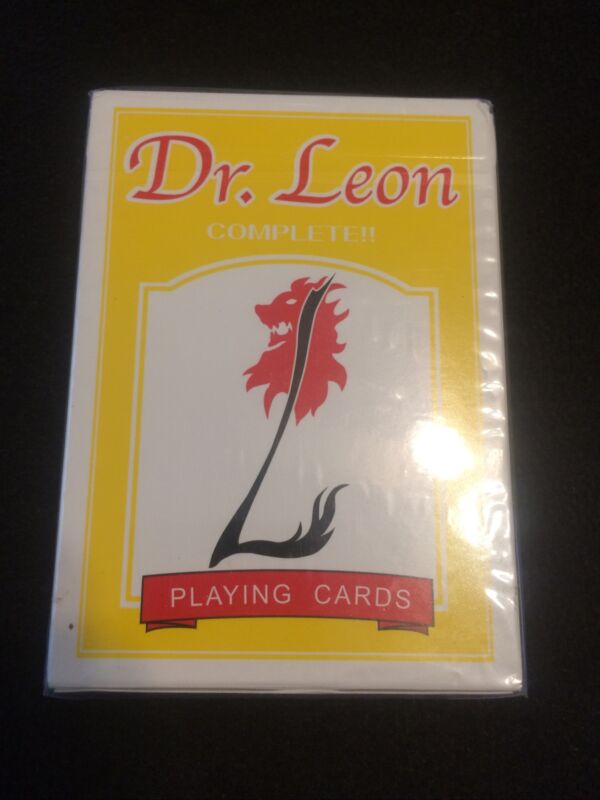 Dr. Leon
COMPLETE!!
L
PLAYING CARDS